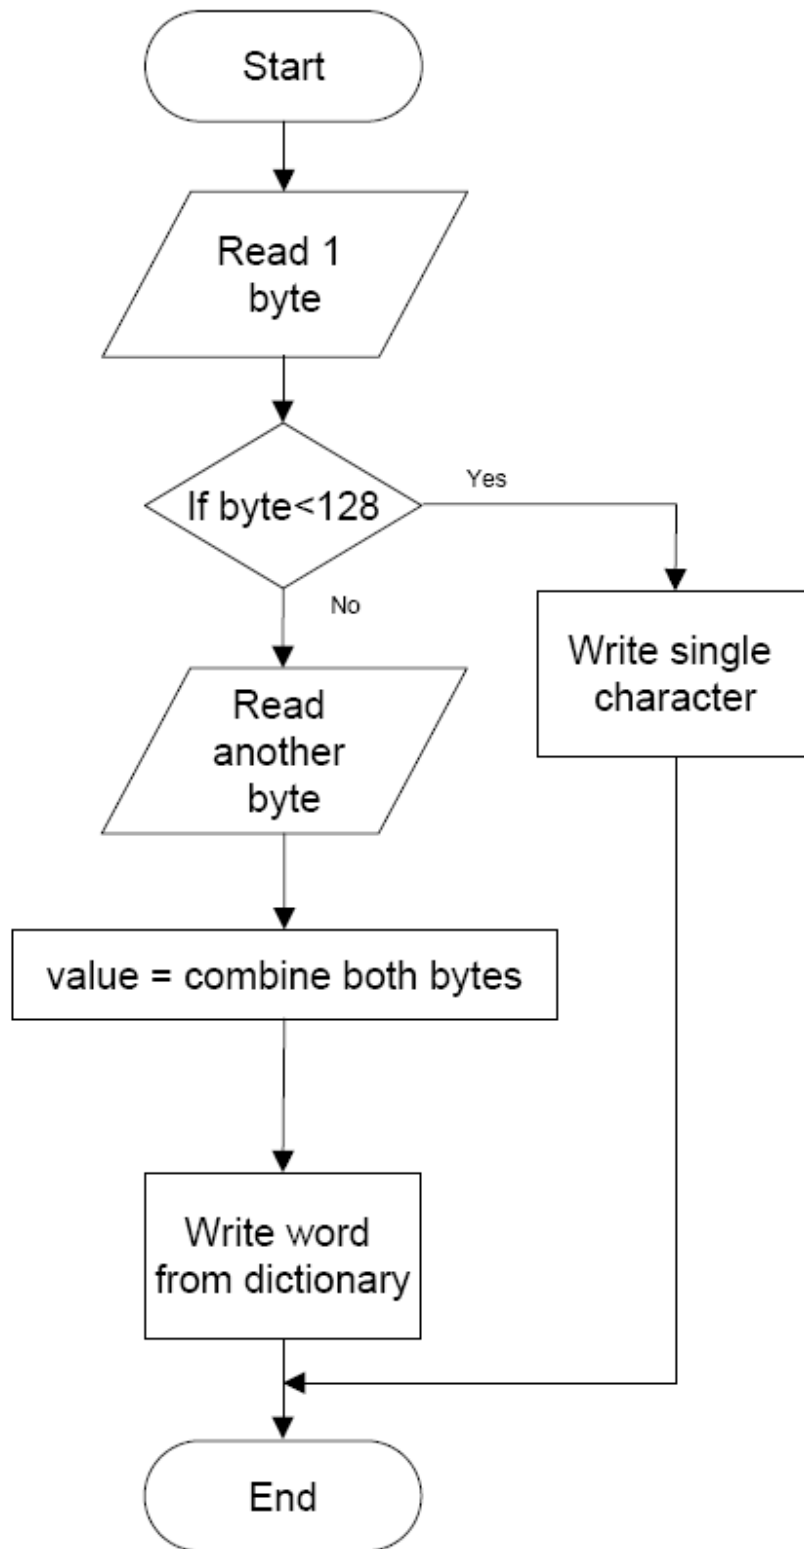 Start
Read 1
byte
If byte<128
Yes
No
Write single
character
Read
another
byte
value = combine both bytes
Write word
from dictionary
End